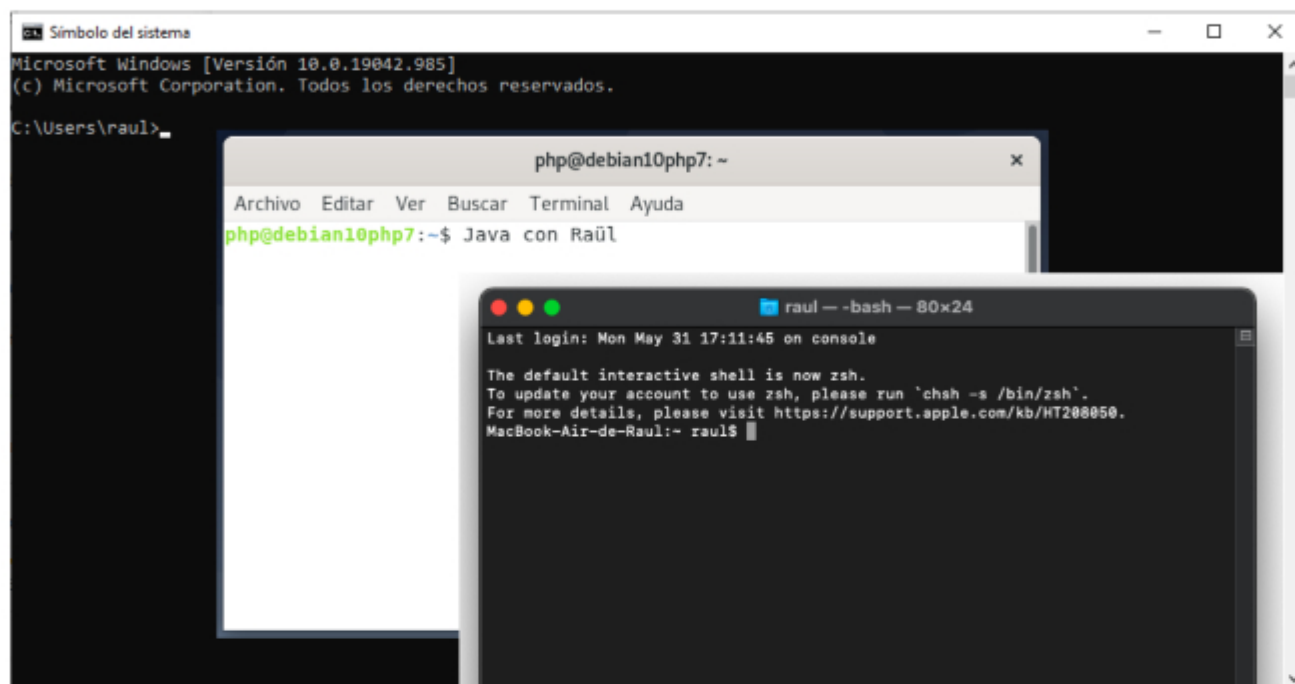 Símbolo del sistema
Microsoft Windows [Versión 10.0.19042.985]
(c) Microsoft Corporation. Todos los derechos reservados.
C:\Users\raul>_
php@debian10php7: ~
Archivo Editar Ver Buscar Terminal Ayuda
php@debian10php7:~$ Java con Raül
raul — -bash — 80×24
Last login: Mon May 31 17:11:45 on console
The default interactive shell is now zsh.
To update your account to use zsh, please run `chsh -s /bin/zsh`.
For more details, please visit https://support.apple.com/kb/HT208050.
MacBook-Air-de-Raul:~ raul$